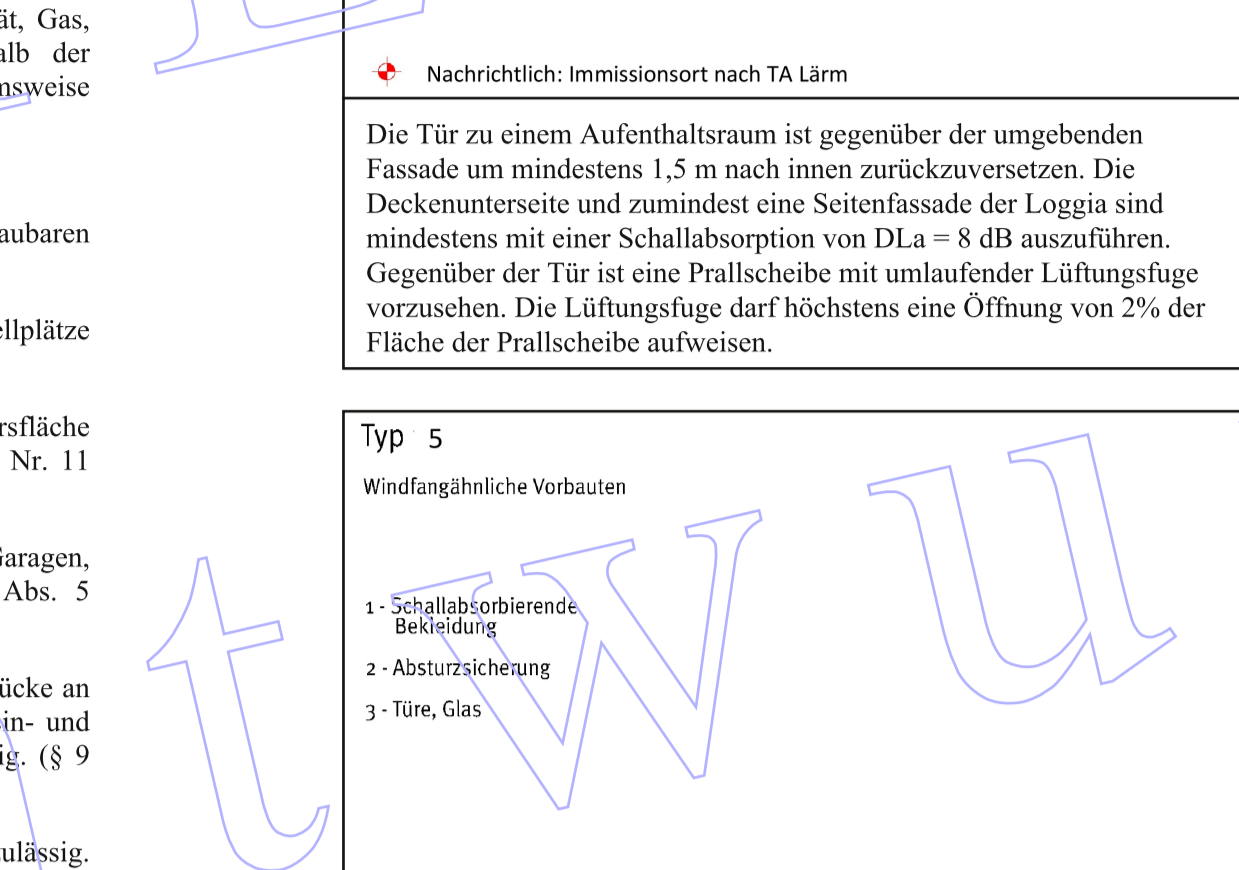 ät, Gas,
alb der
nsweise
aubaren
ellplätze
rsfläche
Nr. 11
Garagen,
Abs. 5
ücke an
in- und
ig. (§ 9
ulässig.
Nachrichtlich: Immissionsort nach TA Lärm
Die Tür zu einem Aufenthaltsraum ist gegenüber der umgebenden
Fassade um mindestens 1,5 m nach innen zurückzuversetzen. Die
Deckenunterseite und zumindest eine Seitenfassade der Loggia sind
mindestens mit einer Schallabsorption von DLa = 8 dB auszuführen.
Gegenüber der Tür ist eine Prallscheibe mit umlaufender Lüftungsfuge
vorzusehen. Die Lüftungsfuge darf höchstens eine Öffnung von 2% der
Fläche der Prallscheibe aufweisen.
Typ 5
Windfangähnliche Vorbauten
1 - Schallabsorbierende
Bekleidung
2 - Absturzsicherung
3 - Türe, Glas
t w u